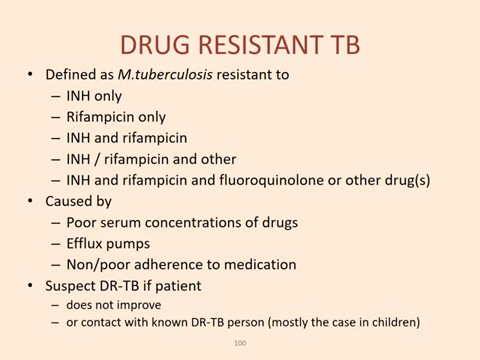 DRUG RESISTANT TB
• Defined as M.tuberculosis resistant to
– INH only
– Rifampicin only
– INH and rifampicin
– INH / rifampicin and other
– INH and rifampicin and fluoroquinolone or other drug(s)
• Caused by
– Poor serum concentrations of drugs
– Efflux pumps
– Non/poor adherence to medication
• Suspect DR-TB if patient
– does not improve
– or contact with known DR-TB person (mostly the case in children)
100